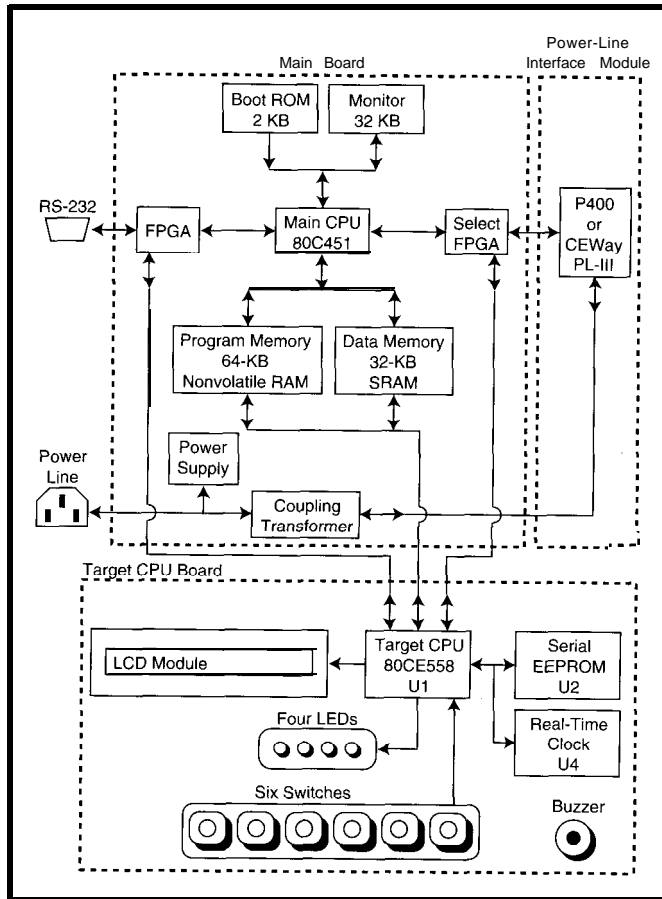 Power-Line
Main Board
Interface Module
Boot ROM
2 KB
Monitor
32 KB
RS-232
FPGA
Main CPU
80C451
Select
FPGA
P400
or
CEWay
PL-III
Program Memory
64-KB
Nonvolatile RAM
Data Memory
32-KB
SRAM
Power
Line
Power
Supply
Coupling
Transformer
Target CPU Board
LCD Module
Target CPU
80CE558
U1
Serial
EEPROM
U2
Four LEDs
Real-Time
Clock
U4
Six Switches
Buzzer